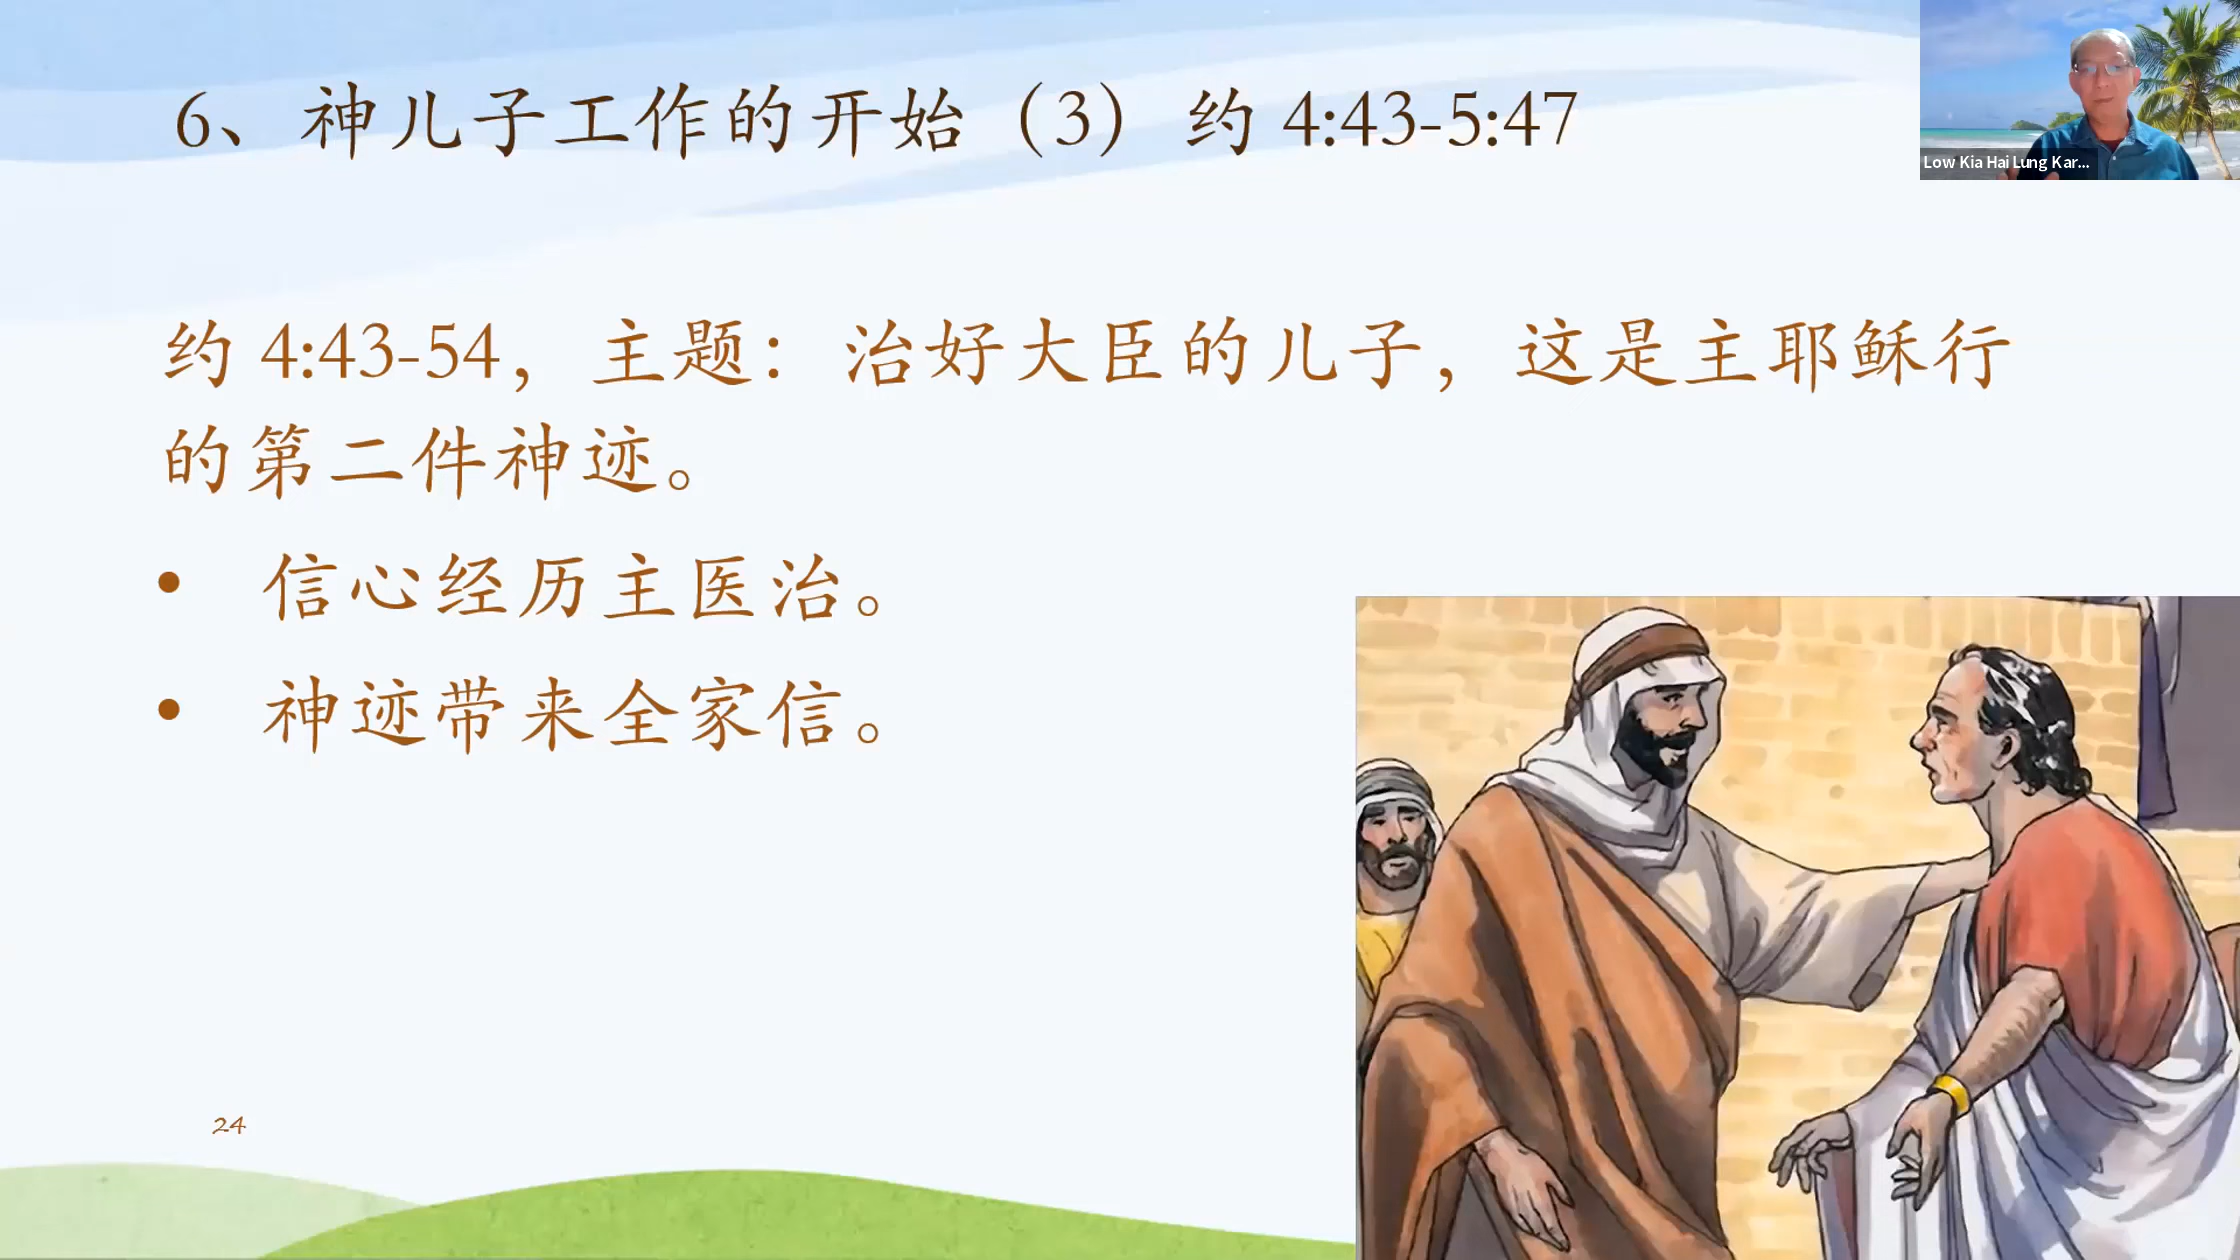 6、神儿子工作的开始（3）约 4:43-5:47
Low Kia Hai Lung Kar...
约 4:43-54，主题：治好大臣的儿子，这是主耶稣行
的第二件神迹。
• 信心经历主医治。
• 神迹带来全家信。
24